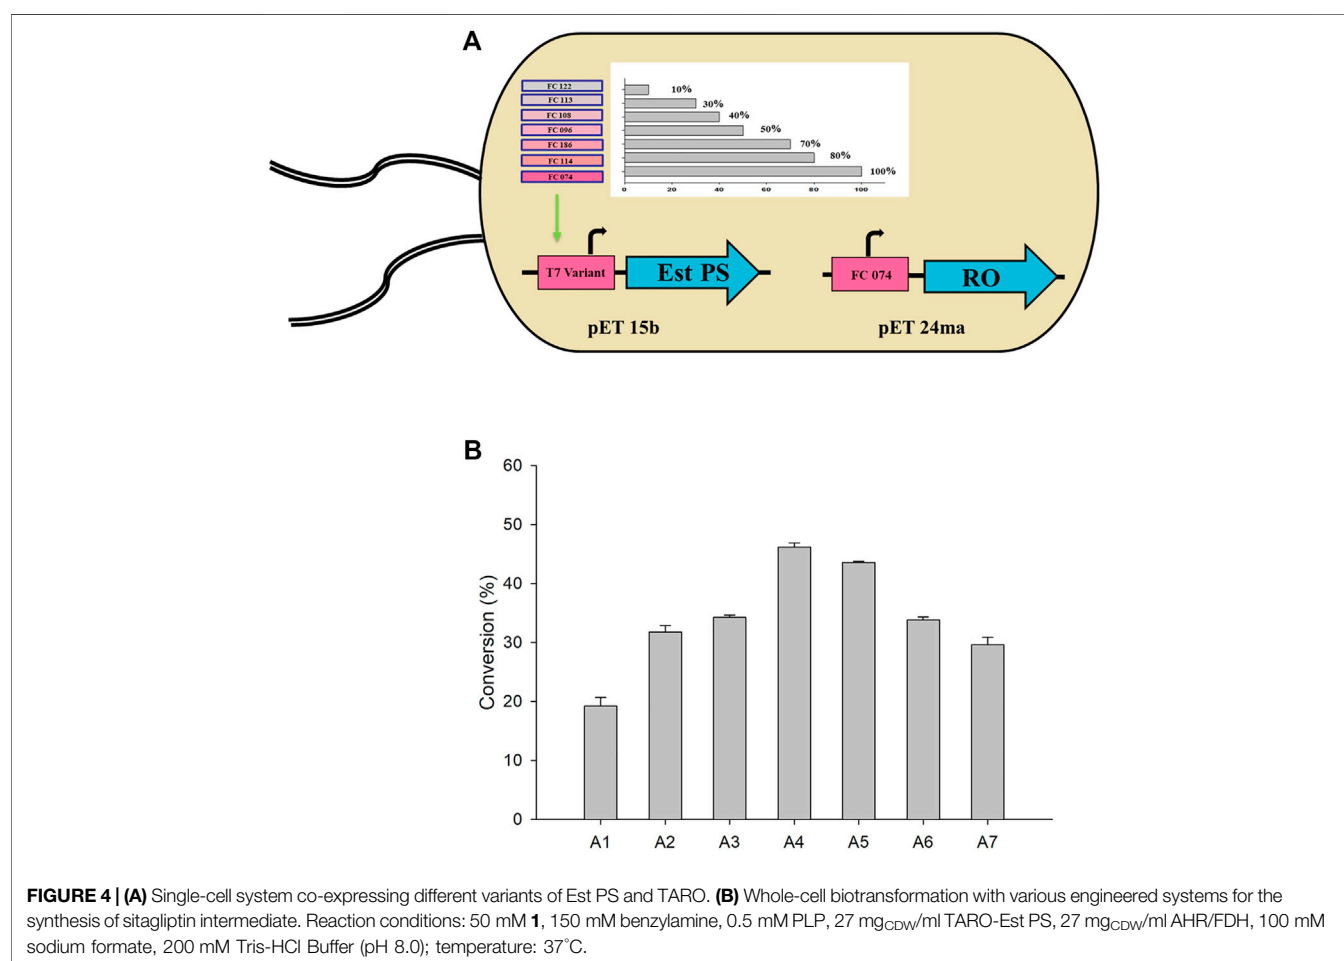 A
FC 122
FC 113
FC 108
FC 096
FC 186
FC 114
FC 074
10%
30%
40%
50%
70%
80%
100%
0 20 40 60 80 100
T7 Variant
Est PS
FC 074
RO
pET 15b
pET 24ma
B
60
50
40
30
20
10
0
Conversion (%)
A1 A2 A3 A4 A5 A6 A7
FIGURE 4 | (A) Single-cell system co-expressing different variants of Est PS and TARO. (B) Whole-cell biotransformation with various engineered systems for the
synthesis of sitagliptin intermediate. Reaction conditions: 50 mM 1, 150 mM benzylamine, 0.5 mM PLP, 27 mgCDW/ml TARO-Est PS, 27 mgCDW/ml AHR/FDH, 100 mM
sodium formate, 200 mM Tris-HCl Buffer (pH 8.0); temperature: 37°C.